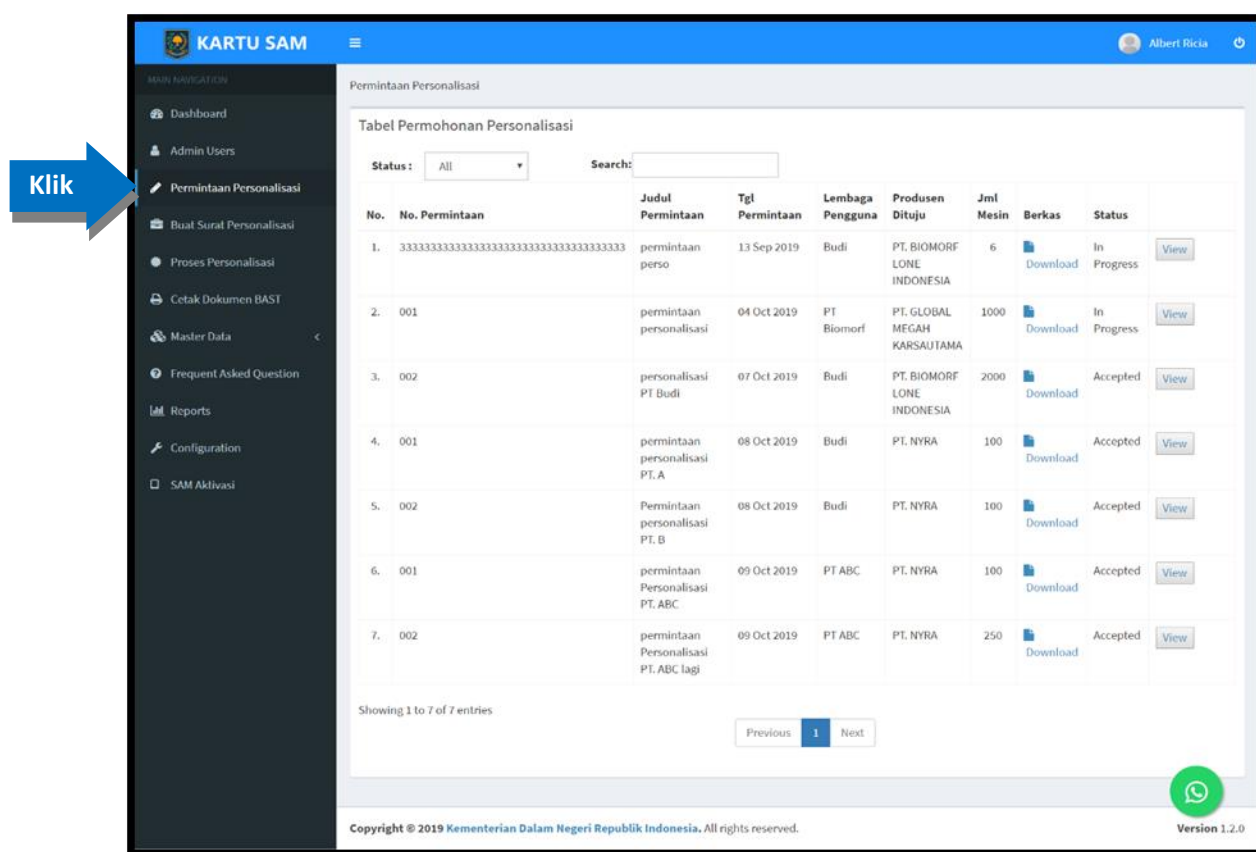 KARTU SAM
Albert Ricia
MAIN NAVIGATION
Dashboard
Admin Users
Klik
Permintaan Personalisasi
Buat Surat Personalisasi
Proses Personalisasi
Cetak Dokumen BAST
Master Data
Frequent Asked Question
Reports
Configuration
SAM Aktivasi
Permintaan Personalisasi
Tabel Permohonan Personalisasi
Status : All Search:
No. No. Permintaan Judul Permintaan Tgl Permintaan Lembaga Pengguna Produsen Dituju Jml Mesin Berkas Status
1. 333333333333333333333333333333333333 permintaan perso 13 Sep 2019 Budi PT. BIOMORF LONE INDONESIA 6 Download In Progress View
2. 001 permintaan personalisasi 04 Oct 2019 PT Biomorf PT. GLOBAL MEGAH KARSAUTAMA 1000 Download In Progress View
3. 002 personalisasi PT Budi 07 Oct 2019 Budi PT. BIOMORF LONE INDONESIA 2000 Download Accepted View
4. 001 permintaan personalisasi PT. A 08 Oct 2019 Budi PT. NYRA 100 Download Accepted View
5. 002 Permintaan personalisasi PT. B 08 Oct 2019 Budi PT. NYRA 100 Download Accepted View
6. 001 permintaan Personalisasi PT. ABC 09 Oct 2019 PT ABC PT. NYRA 100 Download Accepted View
7. 002 permintaan Personalisasi PT. ABC lagi 09 Oct 2019 PT ABC PT. NYRA 250 Download Accepted View
Showing 1 to 7 of 7 entries
Previous 1 Next
Copyright © 2019 Kementerian Dalam Negeri Republik Indonesia. All rights reserved.
Version 1.2.0